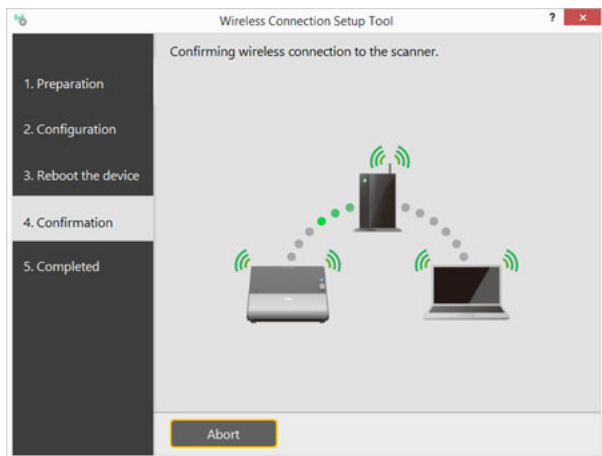 Wireless Connection Setup Tool
?
×
Confirming wireless connection to the scanner.
1. Preparation
2. Configuration
3. Reboot the device
4. Confirmation
5. Completed
Abort